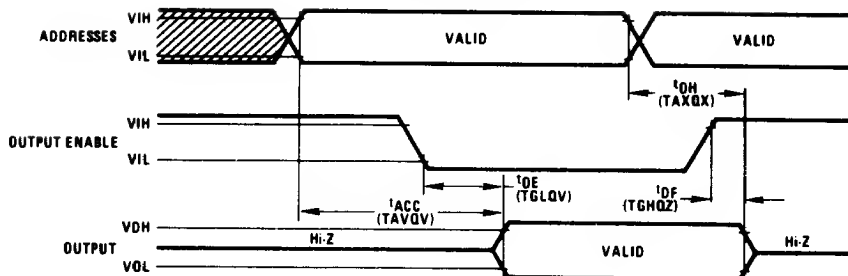 ADDRESSES
VIH
VIL
VALID
VALID
tOH
(TAXQX)
OUTPUT ENABLE
VIH
VIL
tOE
(TGLQV)
tDF
(TGHQZ)
tACC
(TAVQV)
OUTPUT
VOH
VOL
Hi-Z
VALID
Hi-Z